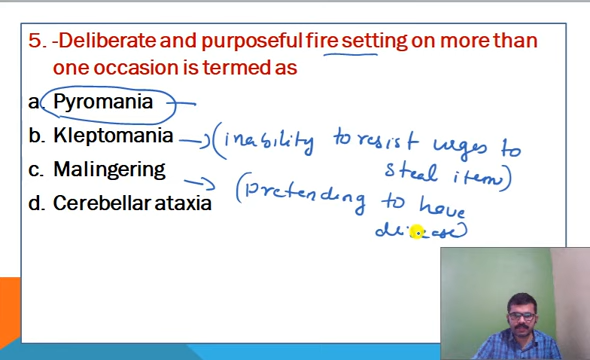 5. -Deliberate and purposeful fire setting on more than
one occasion is termed as
a. Pyromania
b. Kleptomania → (inability to resist urges to
steal item)
c. Malingering → (pretending to have
disease)
d. Cerebellar ataxia